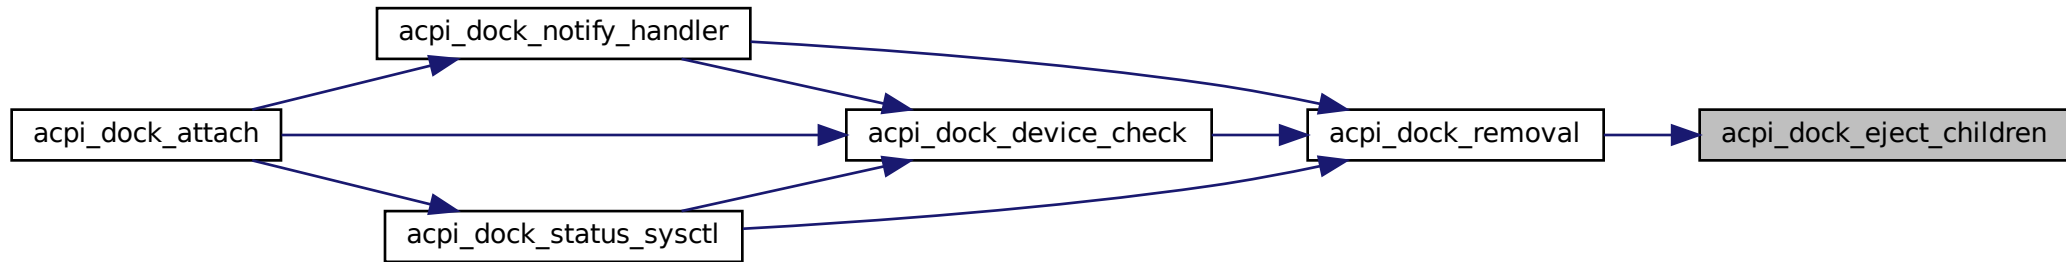 acpi_dock_notify_handler
acpi_dock_attach
acpi_dock_device_check
acpi_dock_removal
acpi_dock_eject_children
acpi_dock_status_sysctl